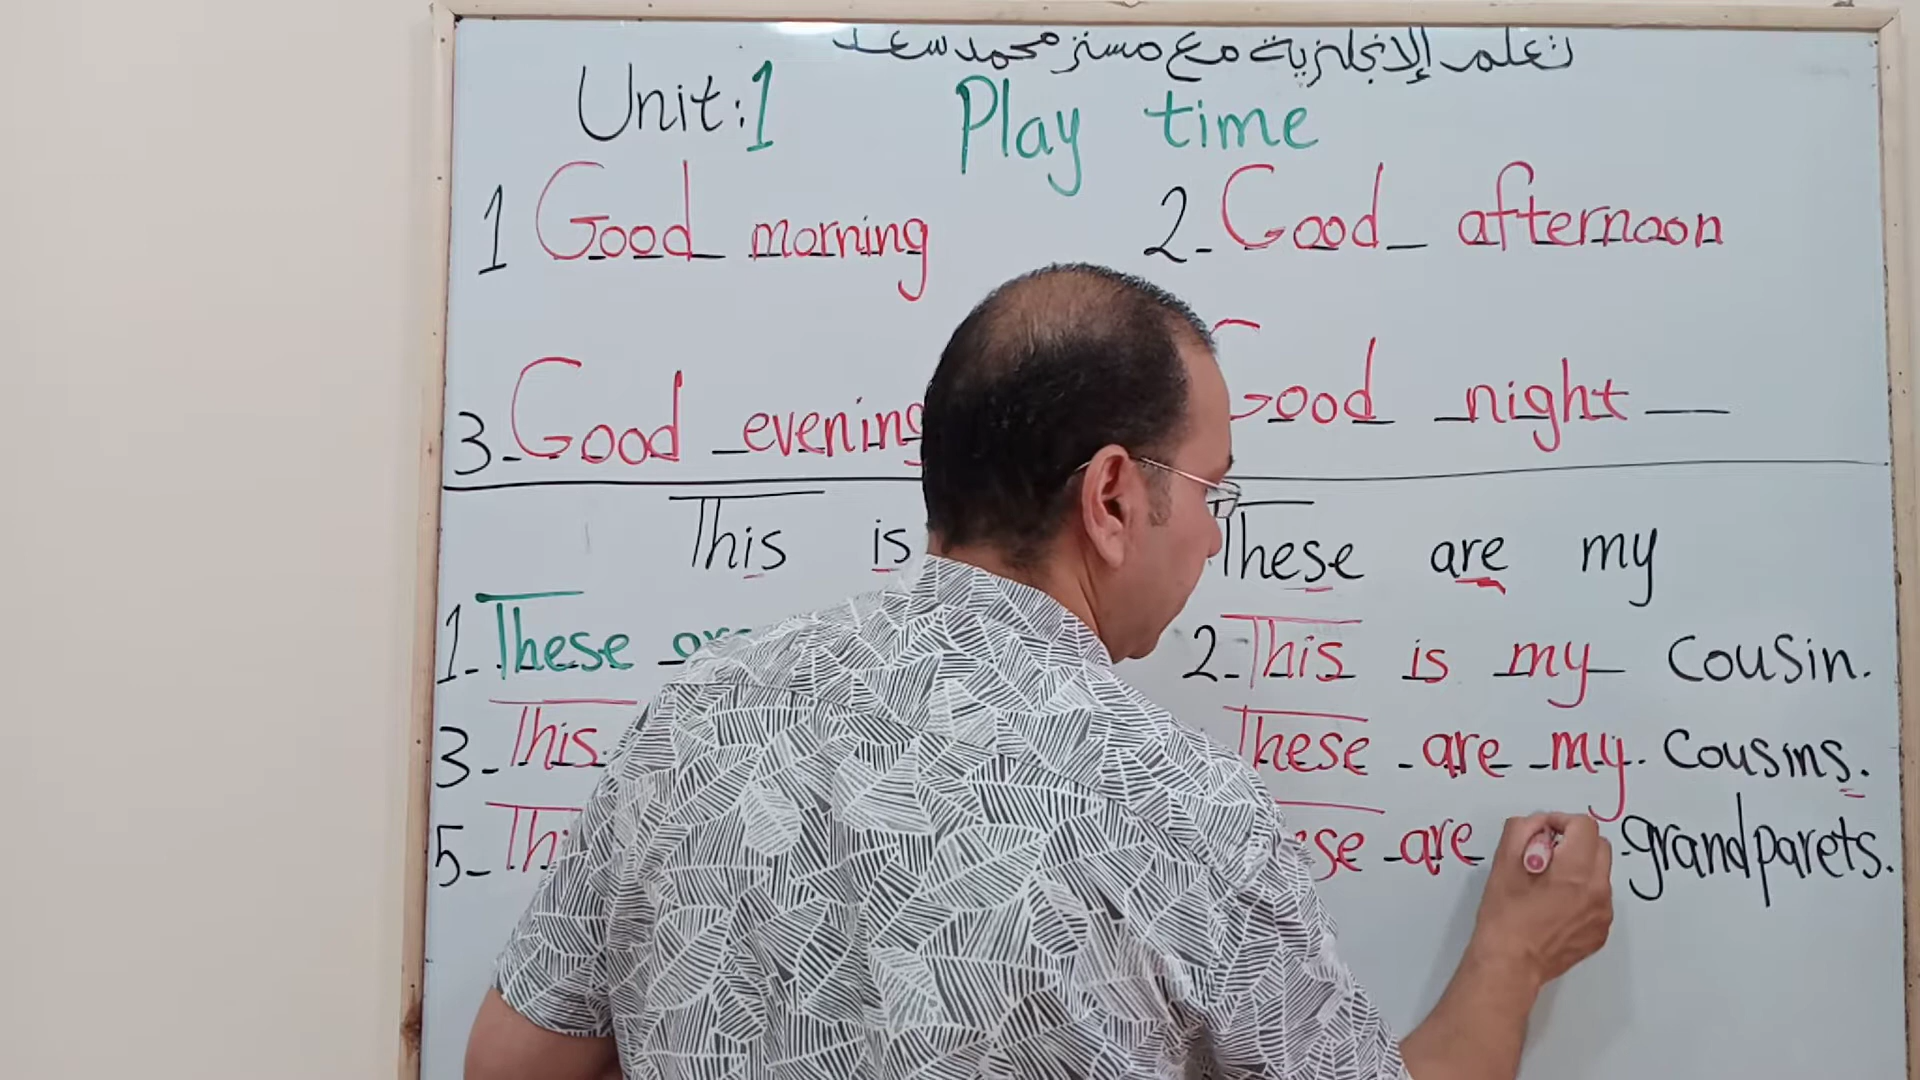 تعلم الإنجليزية مع مستر محمد سعد
Unit:1 Play time
1 Good morning 2- Good afternoon
3- Good evening Good night
This is These are my
1- These are 2- This is my cousin.
3- This These are my cousins.
5- are grandparets.